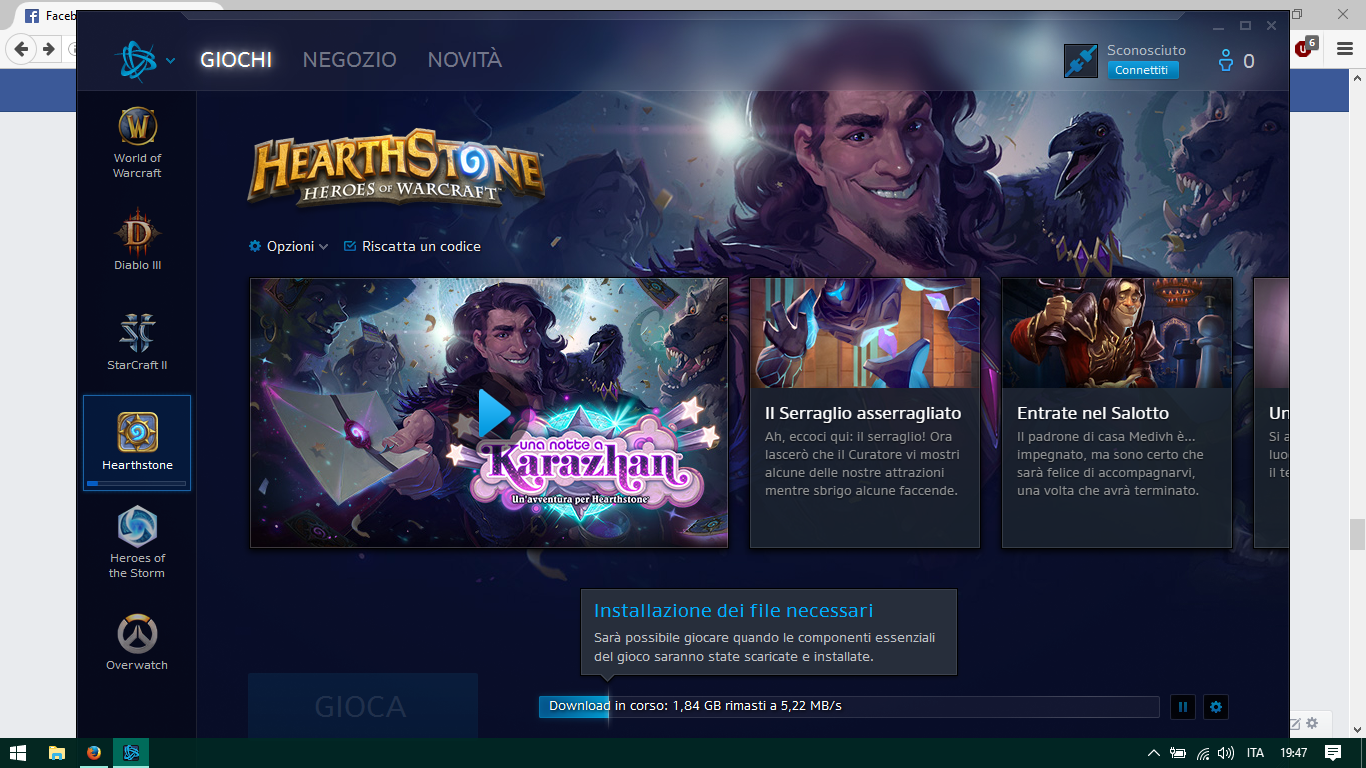 Faceb
6
GIOCHI
NEGOZIO
NOVITÀ
Sconosciuto
Connettiti
0
World of
Warcraft
Diablo III
StarCraft II
Hearthstone
Heroes of
the Storm
Overwatch
HEARTHSTONE
HEROES OF WARCRAFT
Opzioni
Riscatta un codice
una notte a
Karazhan
Un'avventura per Hearthstone
Il Serraglio asserragliato
Ah, eccoci qui: il serraglio! Ora
lascerò che il Curatore vi mostri
alcune delle nostre attrazioni
mentre sbrigo alcune faccende.
Entrate nel Salotto
Il padrone di casa Medivh è...
impegnato, ma sono certo che
sarà felice di accompagnarvi,
una volta che avrà terminato.
Un
Si a
luo
il te
Installazione dei file necessari
Sarà possibile giocare quando le componenti essenziali
del gioco saranno state scaricate e installate.
GIOCA
Download in corso: 1,84 GB rimasti a 5,22 MB/s
ITA
19:47